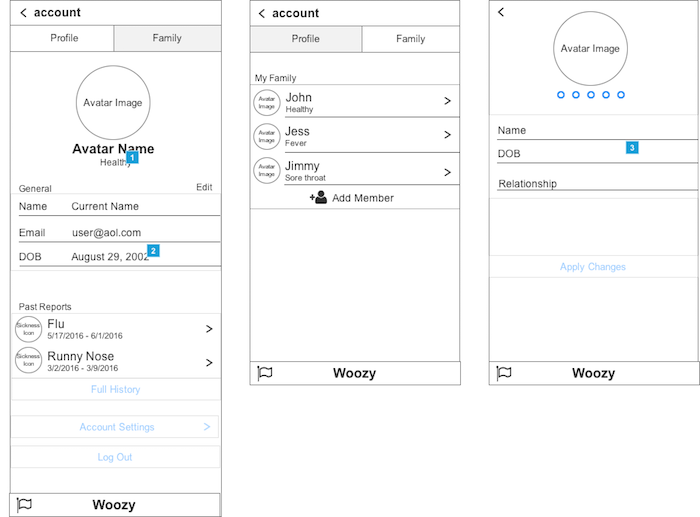 account
Profile Family
Avatar Image
Avatar Name
1
Healthy
General Edit
Name Current Name
Email user@aol.com
DOB August 29, 2002
2
Past Reports
Sickness Icon
Flu
5/17/2016 - 6/1/2016
Sickness Icon
Runny Nose
3/2/2016 - 3/9/2016
Full History
Account Settings
Log Out
Woozy
account
Profile Family
My Family
Avatar Image
John
Healthy
Avatar Image
Jess
Fever
Avatar Image
Jimmy
Sore throat
Add Member
Woozy
Avatar Image
Name
3
DOB
Relationship
Apply Changes
Woozy